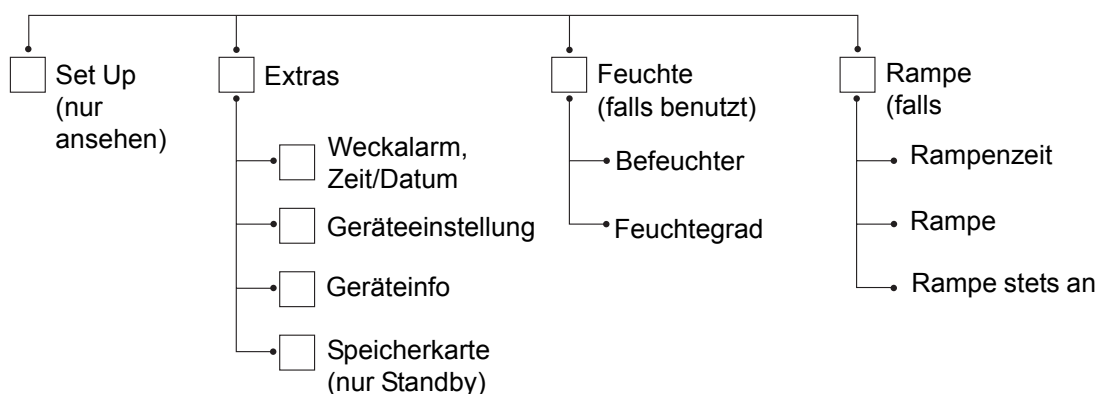 Set Up
(nur
ansehen)
Extras
Weckalarm,
Zeit/Datum
Geräteeinstellung
Geräteinfo
Speicherkarte
(nur Standby)
Feuchte
(falls benutzt)
Befeuchter
Feuchtegrad
Rampe
(falls
Rampenzeit
Rampe
Rampe stets an